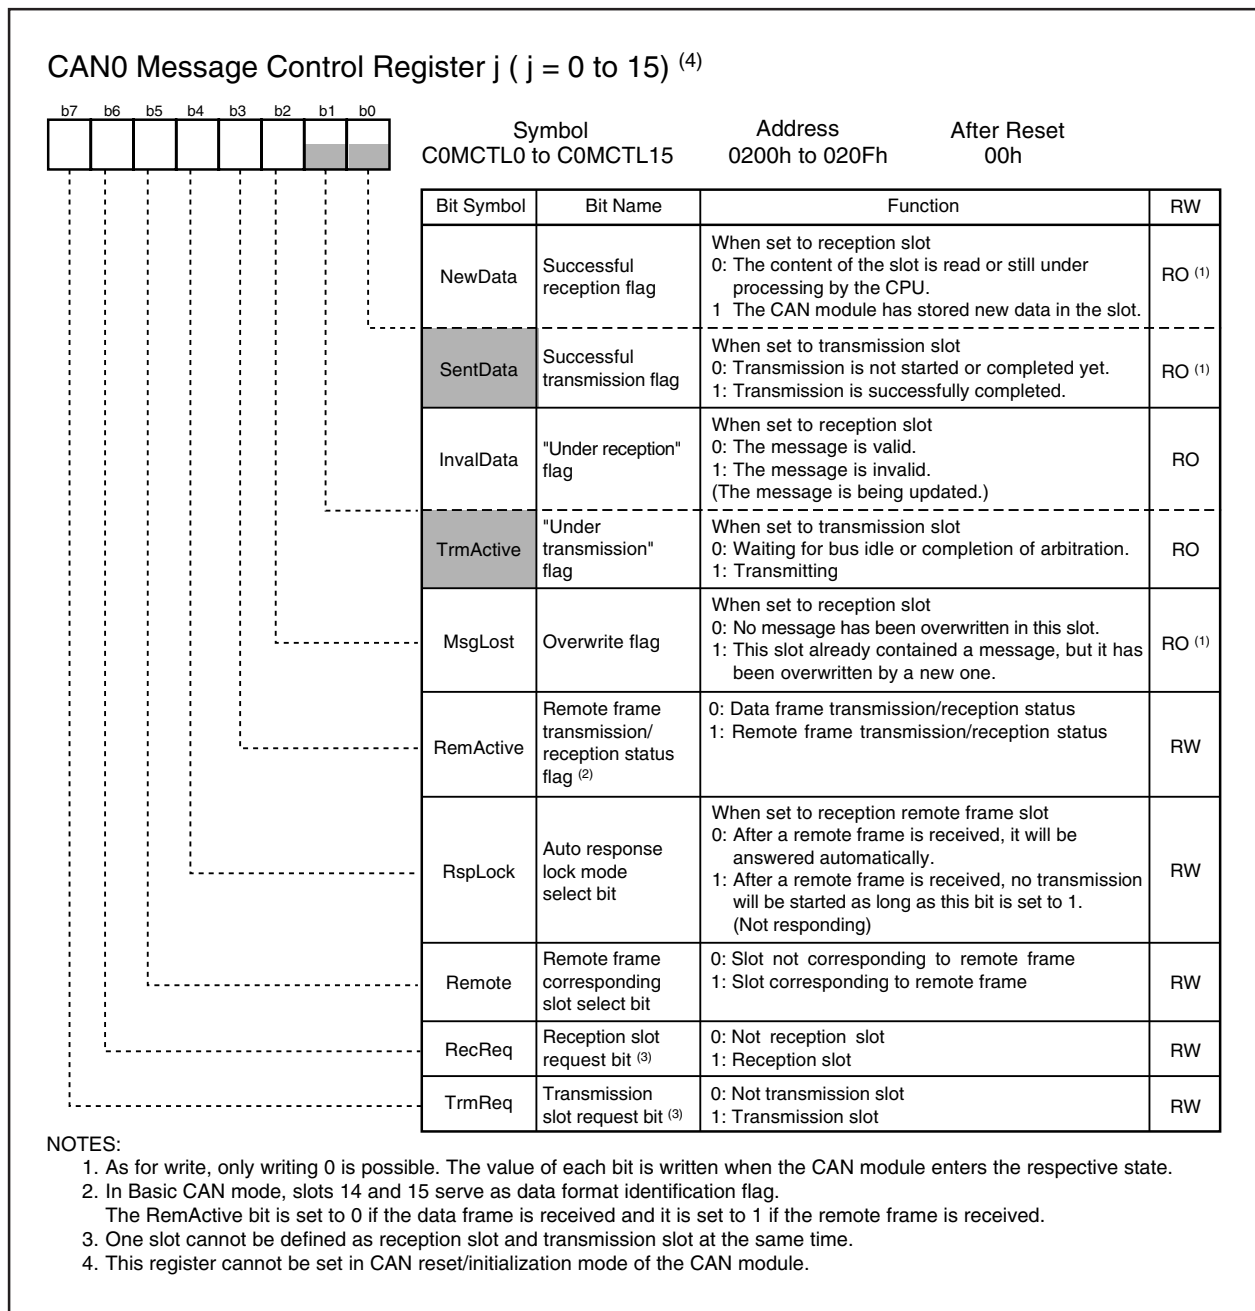 CAN0 Message Control Register j ( j = 0 to 15) (4)
b7 b6 b5 b4 b3 b2 b1 b0
Symbol Address After Reset
C0MCTL0 to C0MCTL15 0200h to 020Fh 00h
Bit Symbol Bit Name Function RW
NewData
Successful
reception flag
When set to reception slot
0: The content of the slot is read or still under
processing by the CPU.
1 The CAN module has stored new data in the slot.
RO (1)
SentData
Successful
transmission flag
When set to transmission slot
0: Transmission is not started or completed yet.
1: Transmission is successfully completed.
RO (1)
InvalData
"Under reception"
flag
When set to reception slot
0: The message is valid.
1: The message is invalid.
(The message is being updated.)
RO
TrmActive
"Under
transmission"
flag
When set to transmission slot
0: Waiting for bus idle or completion of arbitration.
1: Transmitting
RO
MsgLost
Overwrite flag
When set to reception slot
0: No message has been overwritten in this slot.
1: This slot already contained a message, but it has
been overwritten by a new one.
RO (1)
RemActive
Remote frame
transmission/
reception status
flag (2)
0: Data frame transmission/reception status
1: Remote frame transmission/reception status
RW
RspLock
Auto response
lock mode
select bit
When set to reception remote frame slot
0: After a remote frame is received, it will be
answered automatically.
1: After a remote frame is received, no transmission
will be started as long as this bit is set to 1.
(Not responding)
RW
Remote
Remote frame
corresponding
slot select bit
0: Slot not corresponding to remote frame
1: Slot corresponding to remote frame
RW
RecReq
Reception slot
request bit (3)
0: Not reception slot
1: Reception slot
RW
TrmReq
Transmission
slot request bit (3)
0: Not transmission slot
1: Transmission slot
RW
NOTES:
1. As for write, only writing 0 is possible. The value of each bit is written when the CAN module enters the respective state.
2. In Basic CAN mode, slots 14 and 15 serve as data format identification flag.
The RemActive bit is set to 0 if the data frame is received and it is set to 1 if the remote frame is received.
3. One slot cannot be defined as reception slot and transmission slot at the same time.
4. This register cannot be set in CAN reset/initialization mode of the CAN module.